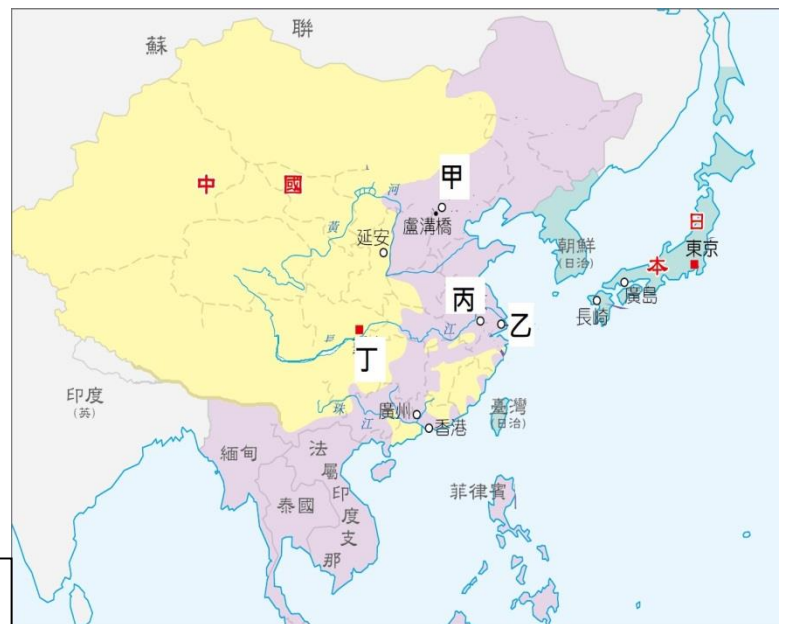 蘇
聯
中
國
甲
河
黃
盧溝橋
延安
日
東京
本
朝鮮
(日治)
廣島
長崎
丙
乙
江
丁
印度
(英)
珠
江
廣州
香港
臺灣
(日治)
緬甸
法
屬
印
度
支
那
泰國
菲律賓